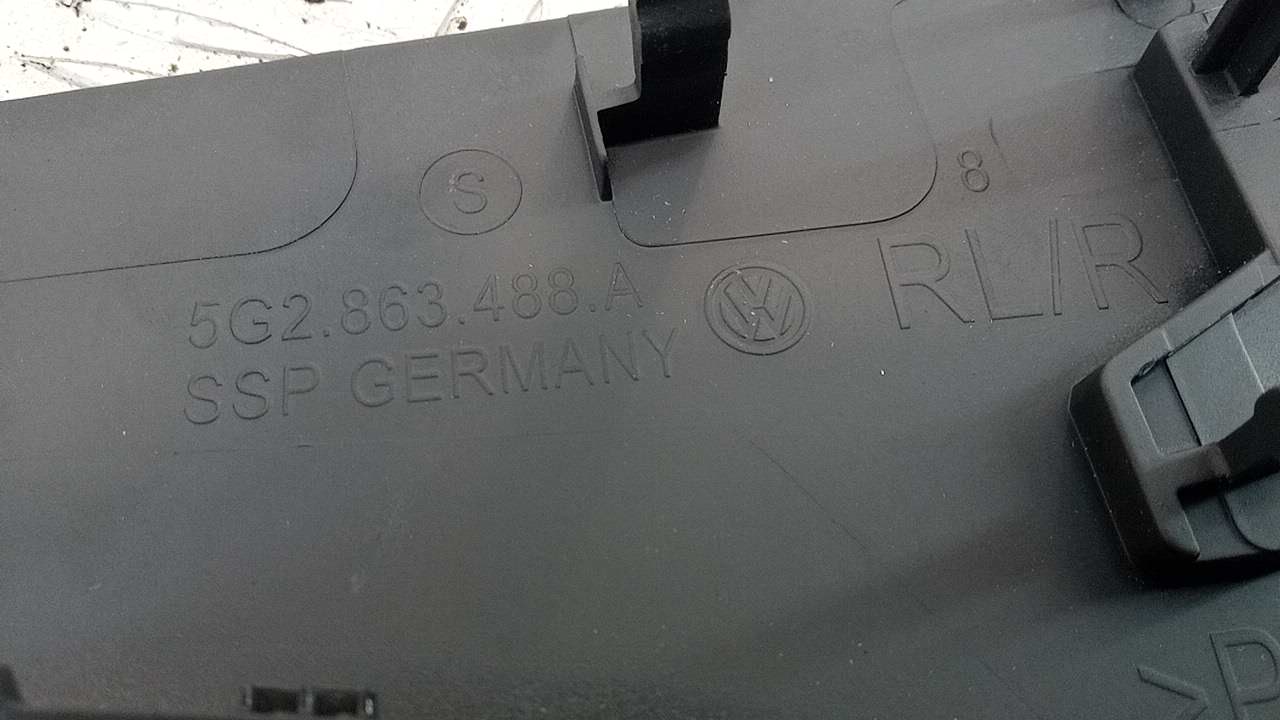 S
8
5G2.863.488.A
RL/R
SSP GERMANY
>P